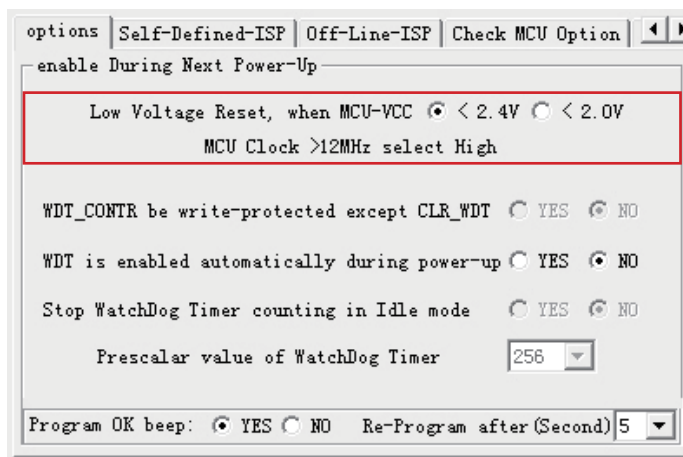 options Self-Defined-ISP Off-Line-ISP Check MCU Option
enable During Next Power-Up
Low Voltage Reset, when MCU-VCC < 2.4V < 2.0V
MCU Clock >12MHz select High
WDT_CONTR be write-protected except CLR_WDT YES NO
WDT is enabled automatically during power-up YES NO
Stop WatchDog Timer counting in Idle mode YES NO
Prescalar value of WatchDog Timer 256
Program OK beep: YES NO Re-Program after(Second) 5